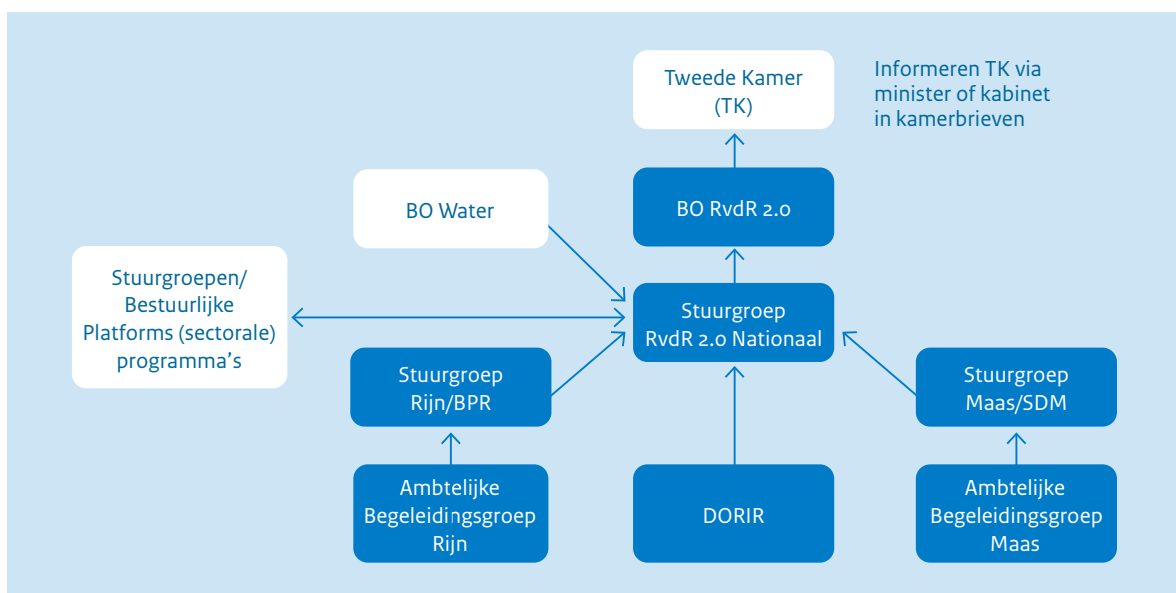 Tweede Kamer
(TK)
Informeren TK via
minister of kabinet
in kamerbrieven
BO Water
BO RvdR 2.0
Stuurgroepen/
Bestuurlijke
Platforms (sectorale)
programma's
Stuurgroep
RvdR 2.0 Nationaal
Stuurgroep
Rijn/BPR
Stuurgroep
Maas/SDM
Ambtelijke
Begeleidingsgroep
Rijn
DORIR
Ambtelijke
Begeleidingsgroep
Maas